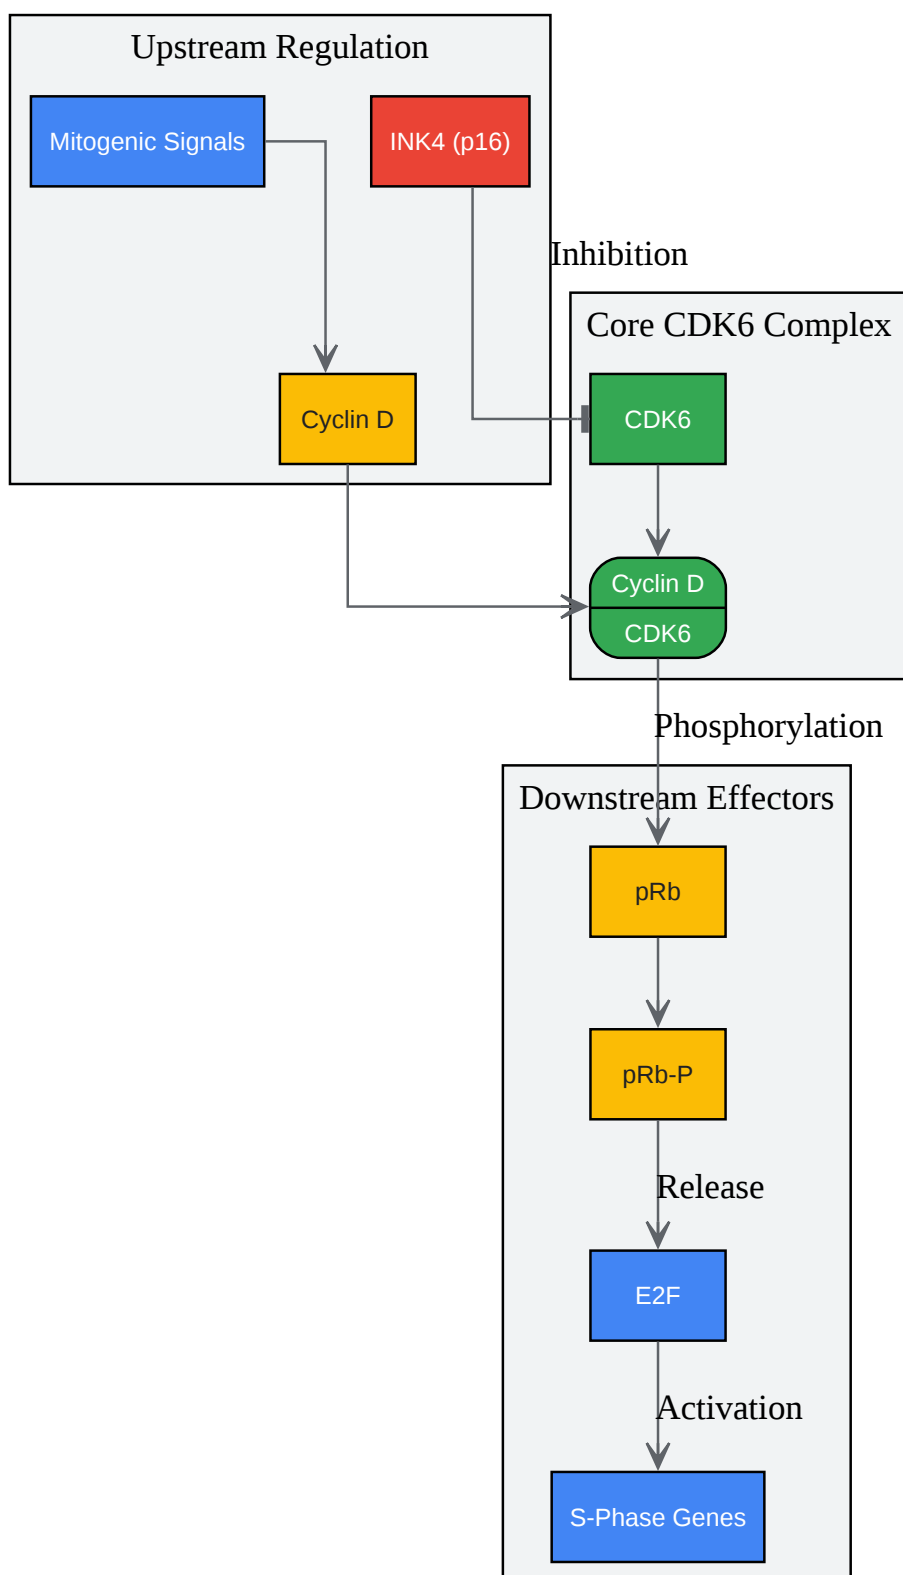 Upstream Regulation
Mitogenic Signals
INK4 (p16)
Inhibition
Core CDK6 Complex
Cyclin D
CDK6
Cyclin D
CDK6
Phosphorylation
Downstream Effectors
pRb
pRb-P
Release
E2F
Activation
S-Phase Genes